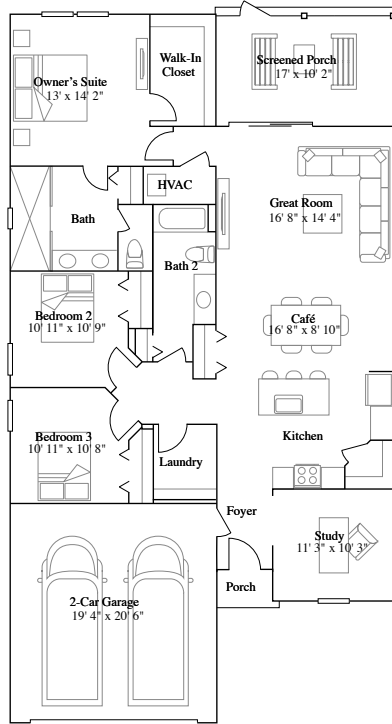 Walk-In
Closet
Screened Porch
17' x 10' 2"
Owner's Suite
13' x 14' 2"
HVAC
Great Room
16' 8" x 14' 4"
Bath
Bath 2
Bedroom 2
10' 11" x 10' 9"
Café
16' 8" x 8' 10"
Kitchen
Bedroom 3
10' 11" x 10' 8"
Laundry
Foyer
Study
11' 3" x 10' 3"
Porch
2-Car Garage
19' 4" x 20' 6"